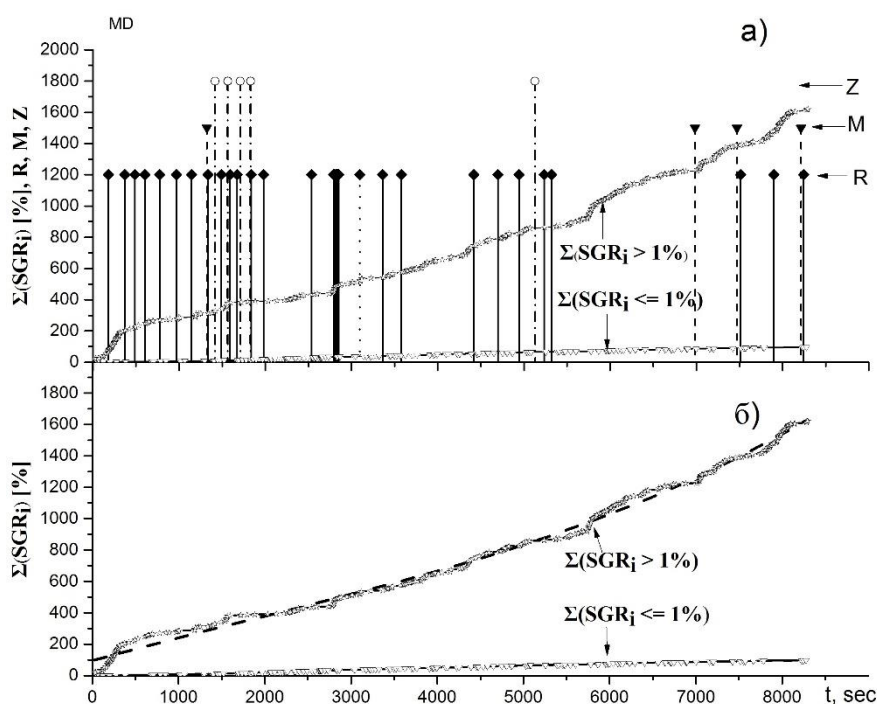 MD
а)
2000
1800
1600
1400
1200
1000
800
600
400
200
0
Σ(SGRi) [%], R, M, Z
Z
M
R
Σ(SGRi > 1%)
Σ(SGRi <= 1%)
б)
1600
1400
1200
1000
800
600
400
200
0
Σ(SGRi) [%]
Σ(SGRi > 1%)
Σ(SGRi <= 1%)
0 1000 2000 3000 4000 5000 6000 7000 8000 t, sec